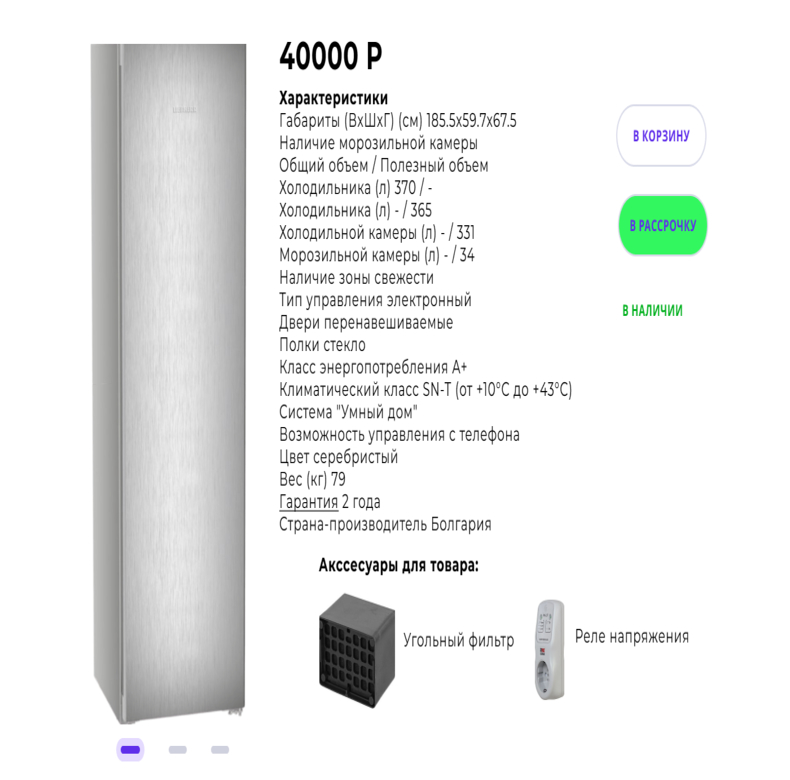 40000 Р
Характеристики
Габариты (ВхШхГ) (см) 185.5х59.7х67.5
Наличие морозильной камеры
Общий объем / Полезный объем
Холодильника (л) 370 / -
Холодильника (л) - / 365
Холодильной камеры (л) - / 331
Морозильной камеры (л) - / 34
Наличие зоны свежести
Тип управления электронный
Двери перенавешиваемые
Полки стекло
Класс энергопотребления А+
Климатический класс SN-T (от +10°C до +43°C)
Система "Умный дом"
Возможность управления с телефона
Цвет серебристый
Вес (кг) 79
Гарантия 2 года
Страна-производитель Болгария
В КОРЗИНУ
В РАССРОЧКУ
В НАЛИЧИИ
Акссесуары для товара:
Угольный фильтр
Реле напряжения